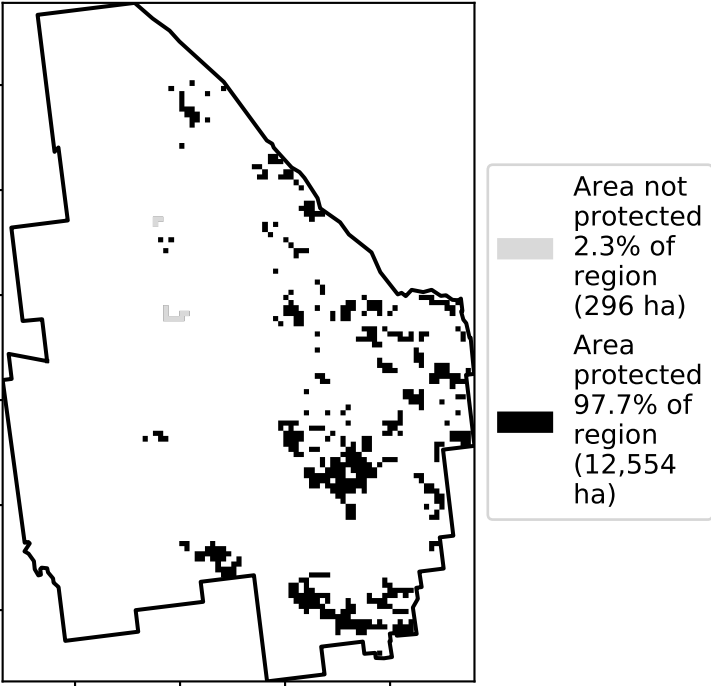 Area not
protected
2.3% of
region
(296 ha)
Area
protected
97.7% of
region
(12,554
ha)